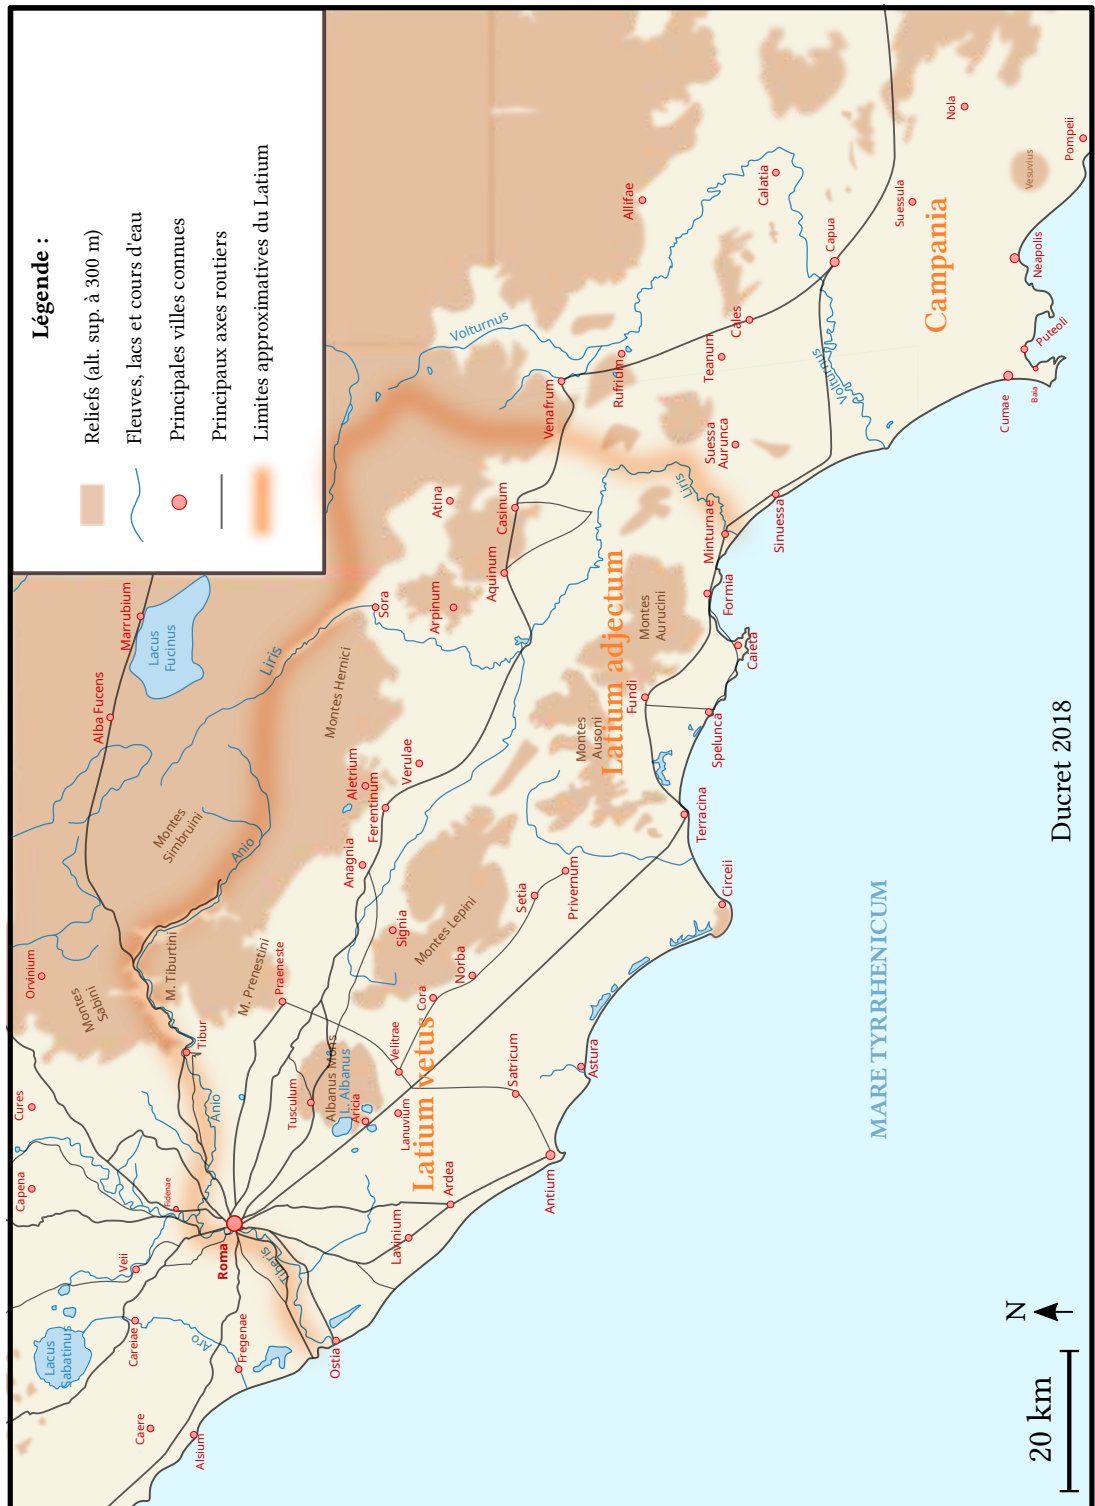 Légende :
Reliefs (alt. sup. à 300 m)
Fleuves, lacs et cours d'eau
Principales villes connues
Principaux axes routiers
Limites approximatives du Latium
Marrubium
Lacus
Fucinus
Alba Fucens
Liris
Sora
Montes Hernici
Arpinum
Atina
Casinum
Aquinum
Venafrum
Volturnus
Rufrium
Allifae
Calatia
Capua
Cales
Teanum
Suessa
Aurunca
Volturnus
Suessula
Nola
Vesuvius
Pompeii
Neapolis
Puteoli
Baia
Cumae
Campania
Liris
Minturnae
Sinuessa
Formia
Montes
Aurucini
Caieta
Fundi
Spelunca
Montes
Ausoni
Latium adjectum
Terracina
Circeii
Privernum
Setia
Verulae
Aletrium
Ferentinum
Anagnia
Signia
Montes Lepini
Norba
Cora
Montes
Simbruini
Anio
Orvinium
Montes
Sabini
M. Tiburtini
M. Prenestini
Praeneste
Tibur
Velitrae
Albanus Mons
L. Albanus
Tusculum
Aricia
Lanuvium
Latium vetus
Satricum
Astura
Antium
Ardea
Lavinium
Cures
Capena
Anio
Fidenae
Roma
Veii
Tiberis
Careiae
Lacus
Sabatinus
Aro
Fregenae
Ostia
Caere
Alsium
MARE TYRRHENICUM
N
20 km
Ducret 2018